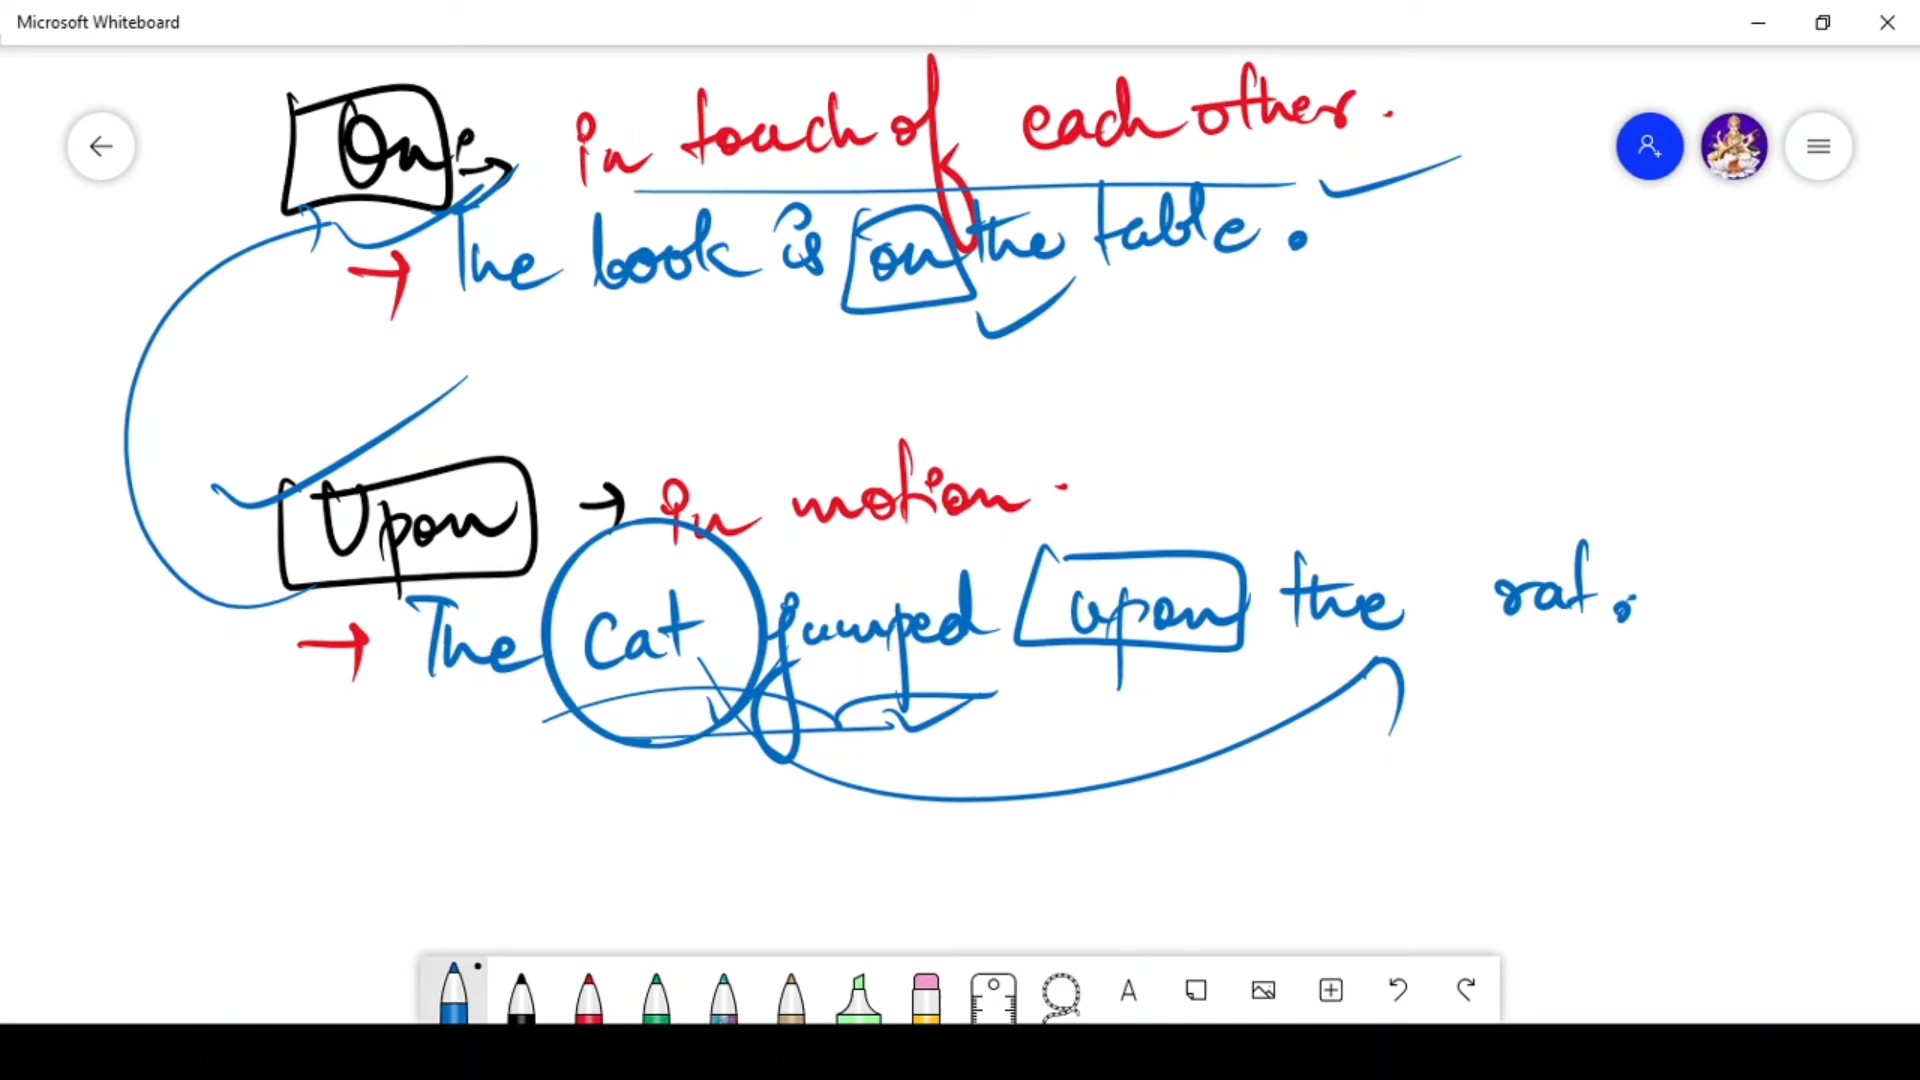 Microsoft Whiteboard
On → in touch of each other.
→ The book is on the table.
Upon → in motion.
→ The cat jumped upon the rat.